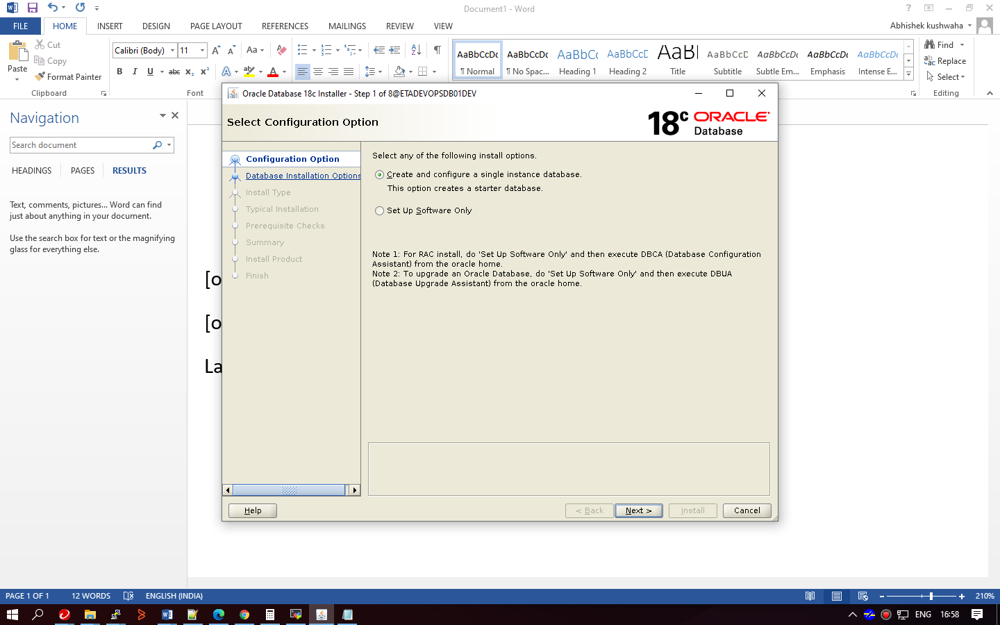 Document1 - Word
FILE HOME INSERT DESIGN PAGE LAYOUT REFERENCES MAILINGS REVIEW VIEW
Abhishek kushwaha
Paste
Cut
Copy
Format Painter
Clipboard
Calibri (Body) 11
Font
AaBbCcDc AaBbCcDc AaBbCc AaBbCcD AaBl AaBbCcD AaBbCcDt AaBbCcDt AaBbCcDt
¶ Normal ¶ No Spac... Heading 1 Heading 2 Title Subtitle Subtle Em... Emphasis Intense E...
Find
Replace
Select
Editing
Navigation
Search document
HEADINGS PAGES RESULTS
Text, comments, pictures... Word can find
just about anything in your document.
Use the search box for text or the magnifying
glass for everything else.
[o
[o
La
Oracle Database 18c Installer - Step 1 of 8@ETADEVOPSDB01DEV
Select Configuration Option
18c ORACLE
Database
Configuration Option
Database Installation Options
Install Type
Typical Installation
Prerequisite Checks
Summary
Install Product
Finish
Select any of the following install options.
Create and configure a single instance database.
This option creates a starter database.
Set Up Software Only
Note 1: For RAC install, do 'Set Up Software Only' and then execute DBCA (Database Configuration
Assistant) from the oracle home.
Note 2: To upgrade an Oracle Database, do 'Set Up Software Only' and then execute DBUA
(Database Upgrade Assistant) from the oracle home.
Help < Back Next > Install Cancel
PAGE 1 OF 1 12 WORDS ENGLISH (INDIA) 210%
ENG 16:58